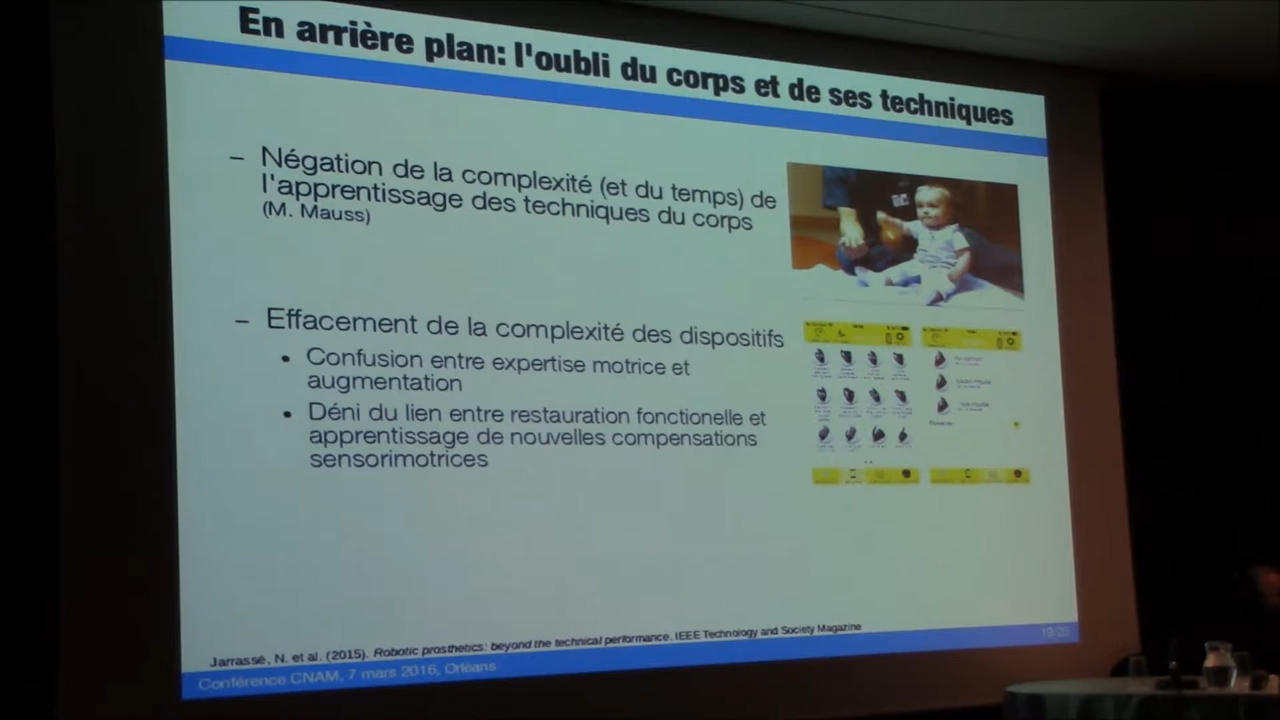 En arrière plan: l'oubli du corps et de ses techniques
– Négation de la complexité (et du temps) de
l'apprentissage des techniques du corps
(M. Mauss)
– Effacement de la complexité des dispositifs
• Confusion entre expertise motrice et
augmentation
• Déni du lien entre restauration fonctionelle et
apprentissage de nouvelles compensations
sensorimotrices
Jarrassé, N. et al. (2015). Robotic prosthetics: beyond the technical performance. IEEE Technology and Society Magazine
Conférence CNAM, 7 mars 2016, Orléans
19/25